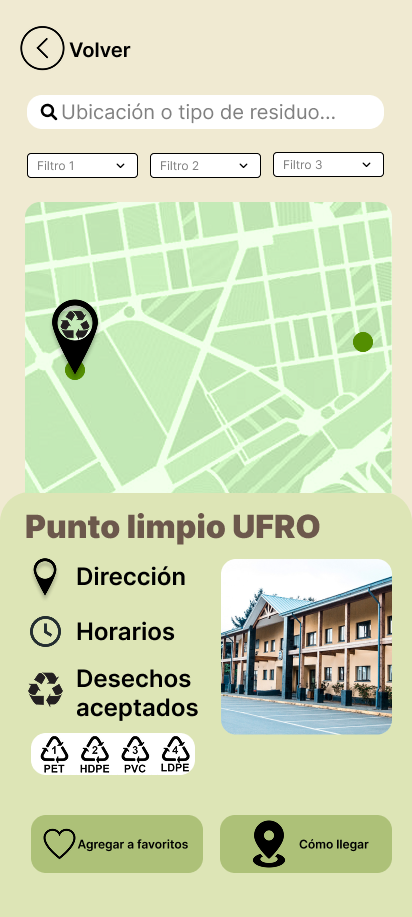 Volver
Ubicación o tipo de residuo...
Filtro 1 Filtro 2 Filtro 3
Punto limpio UFRO
Dirección
Horarios
Desechos
aceptados
1 2 3 4
PET HDPE PVC LDPE
Agregar a favoritos Cómo llegar